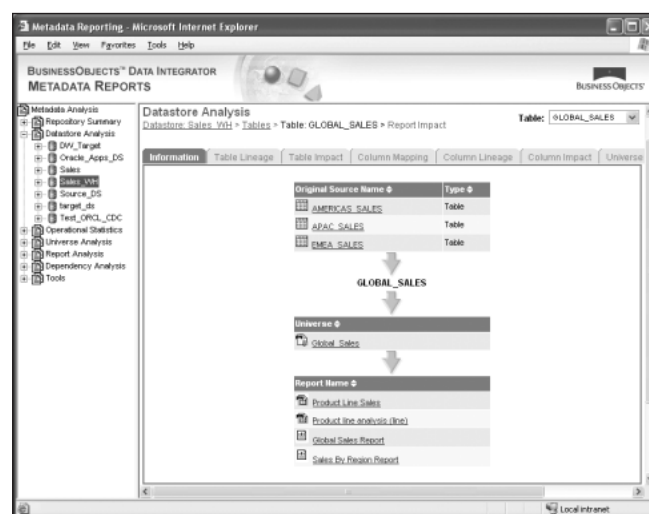 Metadata Reporting - Microsoft Internet Explorer
File Edit View Favorites Tools Help
BUSINESSOBJECTS™ DATA INTEGRATOR
METADATA REPORTS
BUSINESS OBJECTS®
Metadata Analysis
Repository Summary
Datastore Analysis
DW_Target
Oracle_Apps_DS
Sales
Sales_WH
Source_DS
target_ds
Test_ORCL_CDC
Operational Statistics
Universe Analysis
Report Analysis
Dependency Analysis
Tools
Datastore Analysis
Datastore: Sales_WH > Tables > Table: GLOBAL_SALES > Report Impact
Table: GLOBAL_SALES
Information Table Lineage Table Impact Column Mapping Column Lineage Column Impact Universe
Original Source Name Type
AMERICAS_SALES Table
APAC_SALES Table
EMEA_SALES Table
GLOBAL_SALES
Universe
Global_Sales
Report Name
Product Line Sales
Product line analysis (line)
Global Sales Report
Sales By Region Report
Local intranet